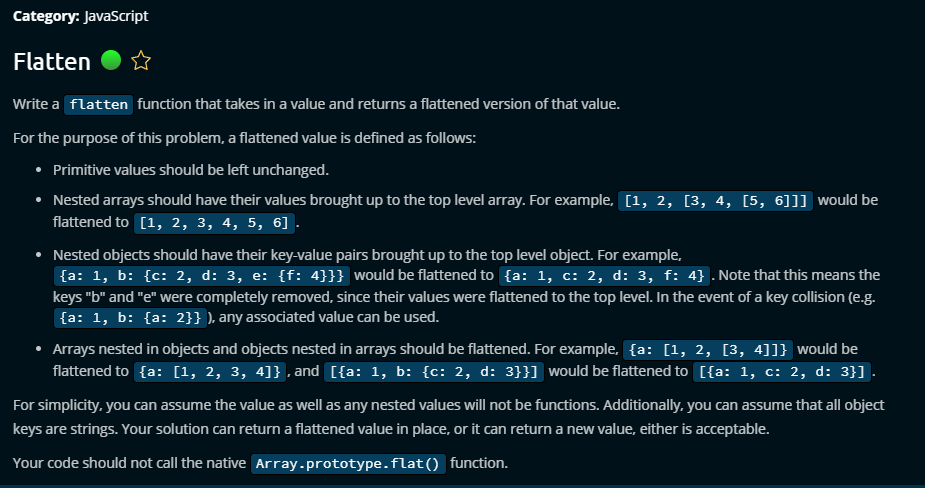 Category: JavaScript
Flatten
Write a flatten function that takes in a value and returns a flattened version of that value.
For the purpose of this problem, a flattened value is defined as follows:
• Primitive values should be left unchanged.
• Nested arrays should have their values brought up to the top level array. For example, [1, 2, [3, 4, [5, 6]]] would be
flattened to [1, 2, 3, 4, 5, 6].
• Nested objects should have their key-value pairs brought up to the top level object. For example,
{a: 1, b: {c: 2, d: 3, e: {f: 4}}} would be flattened to {a: 1, c: 2, d: 3, f: 4}. Note that this means the
keys "b" and "e" were completely removed, since their values were flattened to the top level. In the event of a key collision (e.g.
{a: 1, b: {a: 2}}), any associated value can be used.
• Arrays nested in objects and objects nested in arrays should be flattened. For example, {a: [1, 2, [3, 4]]} would be
flattened to {a: [1, 2, 3, 4]}, and [{a: 1, b: {c: 2, d: 3}}] would be flattened to [{a: 1, c: 2, d: 3}].
For simplicity, you can assume the value as well as any nested values will not be functions. Additionally, you can assume that all object
keys are strings. Your solution can return a flattened value in place, or it can return a new value, either is acceptable.
Your code should not call the native Array.prototype.flat() function.